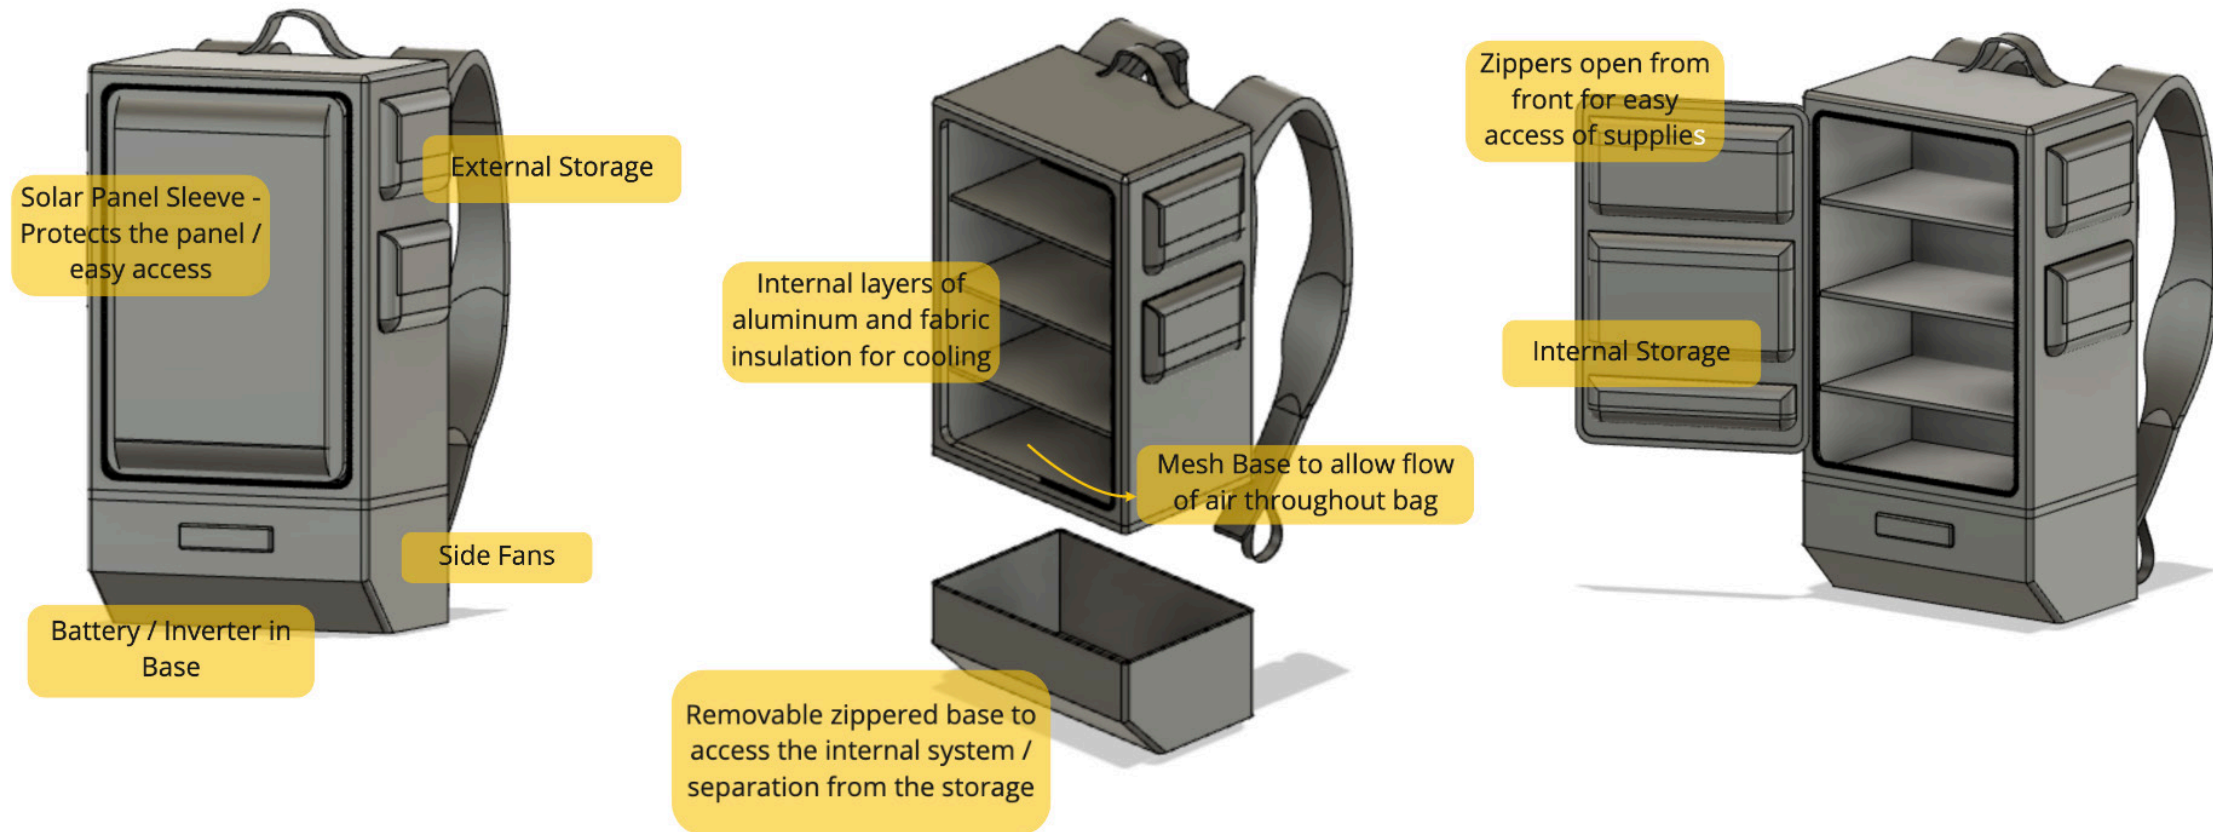 Solar Panel Sleeve -
Protects the panel /
easy access
External Storage
Side Fans
Battery / Inverter in
Base
Internal layers of
aluminum and fabric
insulation for cooling
Mesh Base to allow flow
of air throughout bag
Removable zippered base to
access the internal system /
separation from the storage
Zippers open from
front for easy
access of supplies
Internal Storage